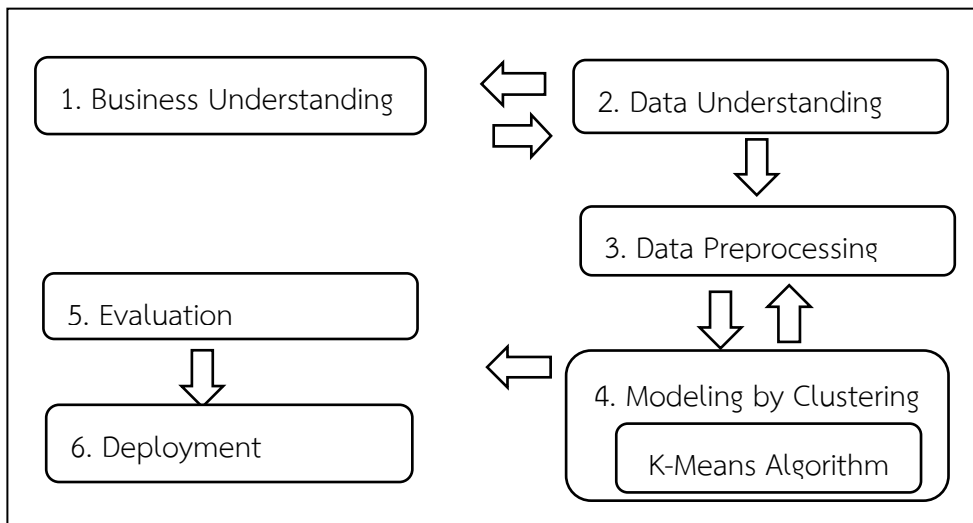 1. Business Understanding
2. Data Understanding
3. Data Preprocessing
4. Modeling by Clustering
K-Means Algorithm
5. Evaluation
6. Deployment